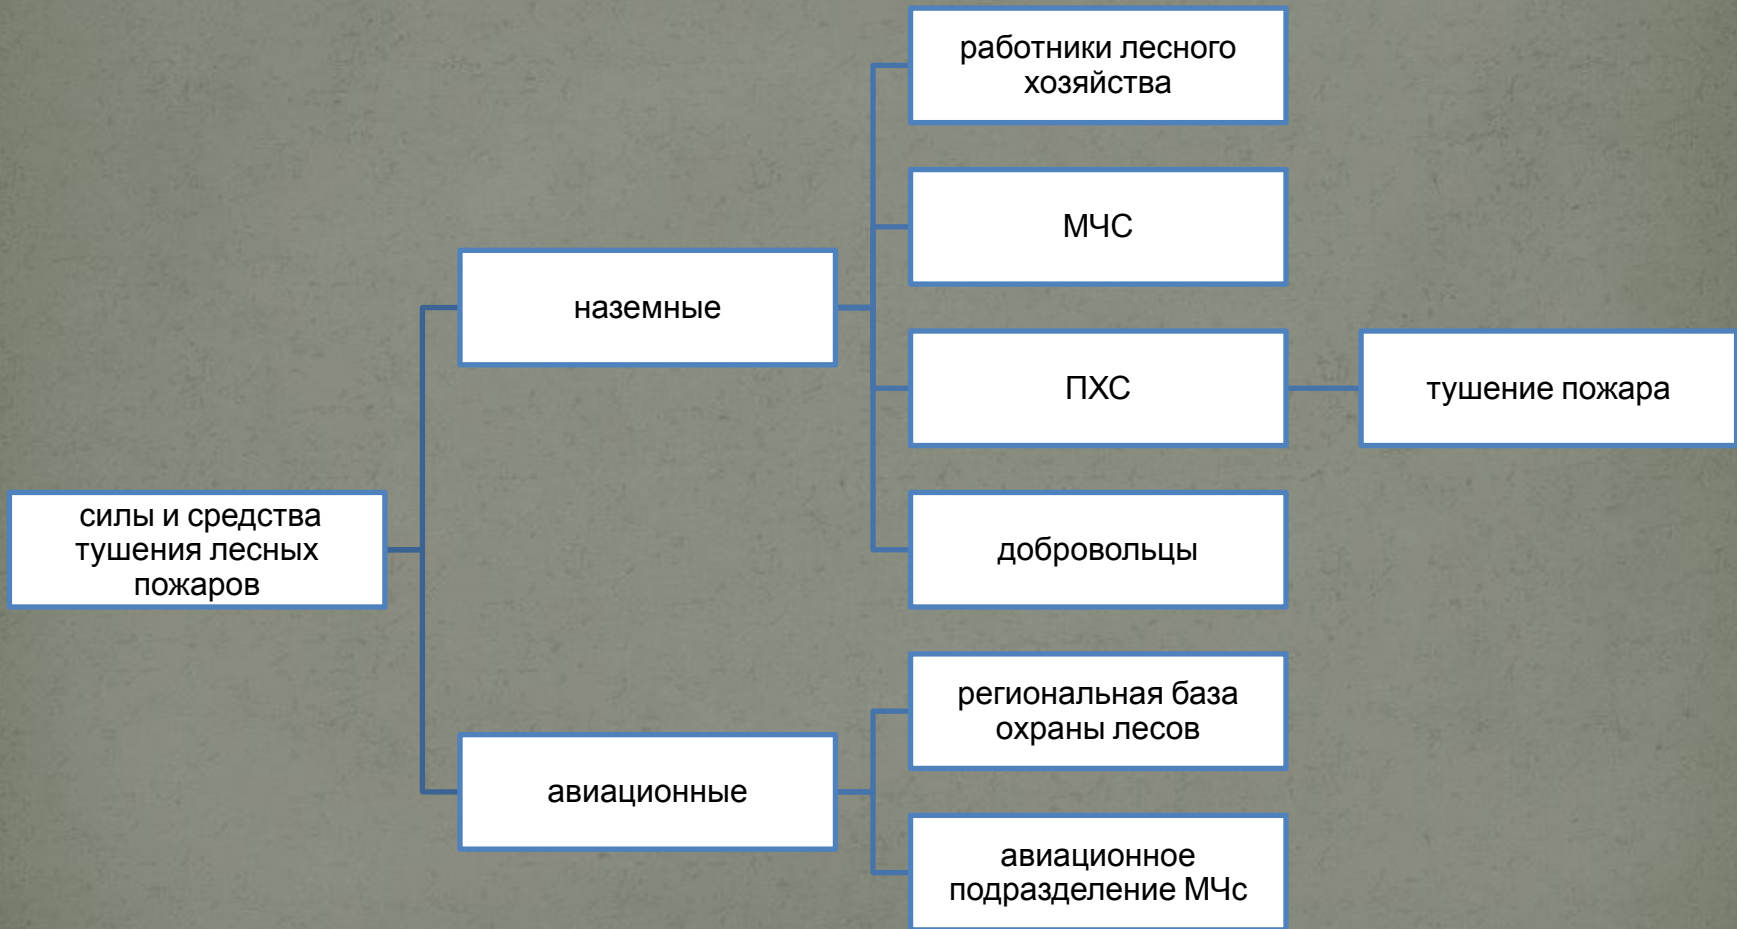 работники лесного
хозяйства
МЧС
наземные
ПХС
тушение пожара
добровольцы
силы и средства
тушения лесных
пожаров
региональная база
охраны лесов
авиационные
авиационное
подразделение МЧс